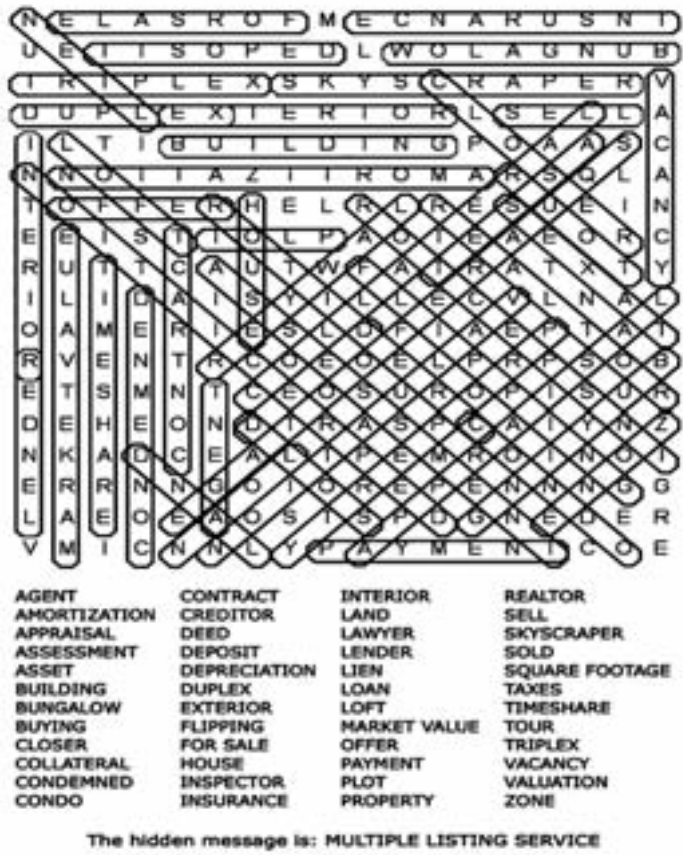 N E L A S R O F M E C N A R U S N I
U E T I S O P E D L W O L A G N U B
T R I P L E X S K Y S C R A P E R V
D U P L E X T E R I O R L S E L L A
I L T I B U I L D I N G P O A A S C
N N O I T A Z I T R O M A R S Q L A
T O F F E R H E L R L R E S U E I N
E E I S T T O L P A O T E A E O R C
R U T T C A U T W F A T R A T X T Y
I L I D A I S Y I L L E C V L N A L
O A M E R I E S L D F I A E P T A T
R V E N T R C O E O E L P R P S O B
E T S M N T C E O S U R O P I S U R
D E H E O N D T R A S P C A I Y N Z
N K A D C E A L T P E M R O I N O I
E R R N N G O T O R E P E N N N G G
L A E O E A O S T S P D G N E D E R
V M I C N N L Y P A Y M E N T C O E
AGENT CONTRACT INTERIOR REALTOR
AMORTIZATION CREDITOR LAND SELL
APPRAISAL DEED LAWYER SKYSCRAPER
ASSESSMENT DEPOSIT LENDER SOLD
ASSET DEPRECIATION LIEN SQUARE FOOTAGE
BUILDING DUPLEX LOAN TAXES
BUNGALOW EXTERIOR LOFT TIMESHARE
BUYING FLIPPING MARKET VALUE TOUR
CLOSER FOR SALE OFFER TRIPLEX
COLLATERAL HOUSE PAYMENT VACANCY
CONDEMNED INSPECTOR PLOT VALUATION
CONDO INSURANCE PROPERTY ZONE
The hidden message is: MULTIPLE LISTING SERVICE